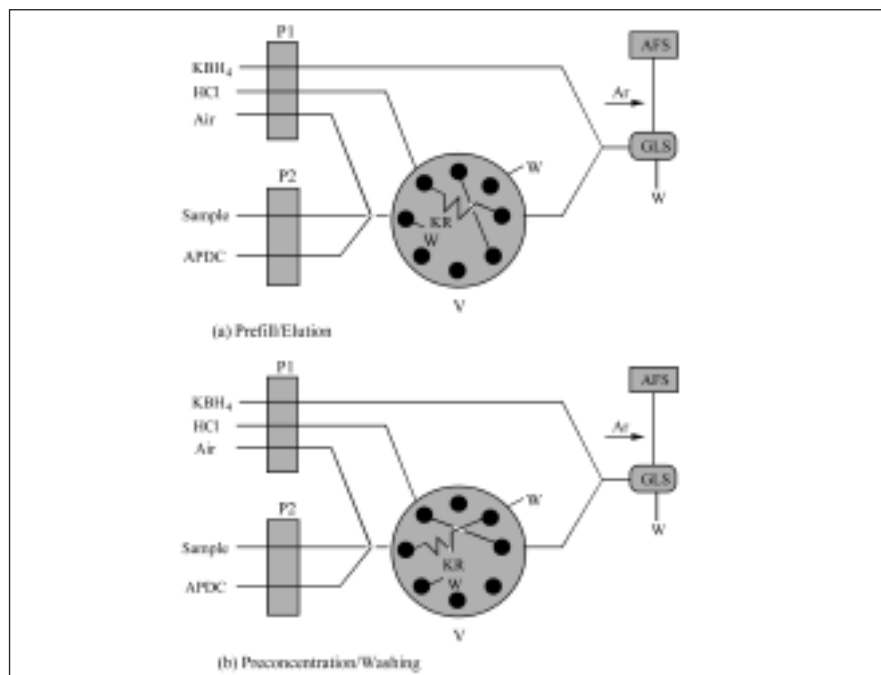 P1
AFS
KBH4
HCl
Ar
Air
GLS
P2
W
W
Sample
KR
W
APDC
V
(a) Prefill/Elution
P1
AFS
KBH4
HCl
Ar
Air
GLS
P2
W
W
Sample
KR
APDC
W
V
(b) Preconcentration/Washing